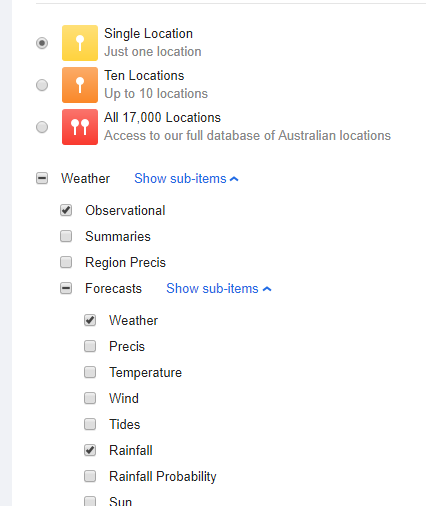 Single Location
Just one location
Ten Locations
Up to 10 locations
All 17,000 Locations
Access to our full database of Australian locations
Weather Show sub-items
Observational
Summaries
Region Precis
Forecasts Show sub-items
Weather
Precis
Temperature
Wind
Tides
Rainfall
Rainfall Probability
Sun